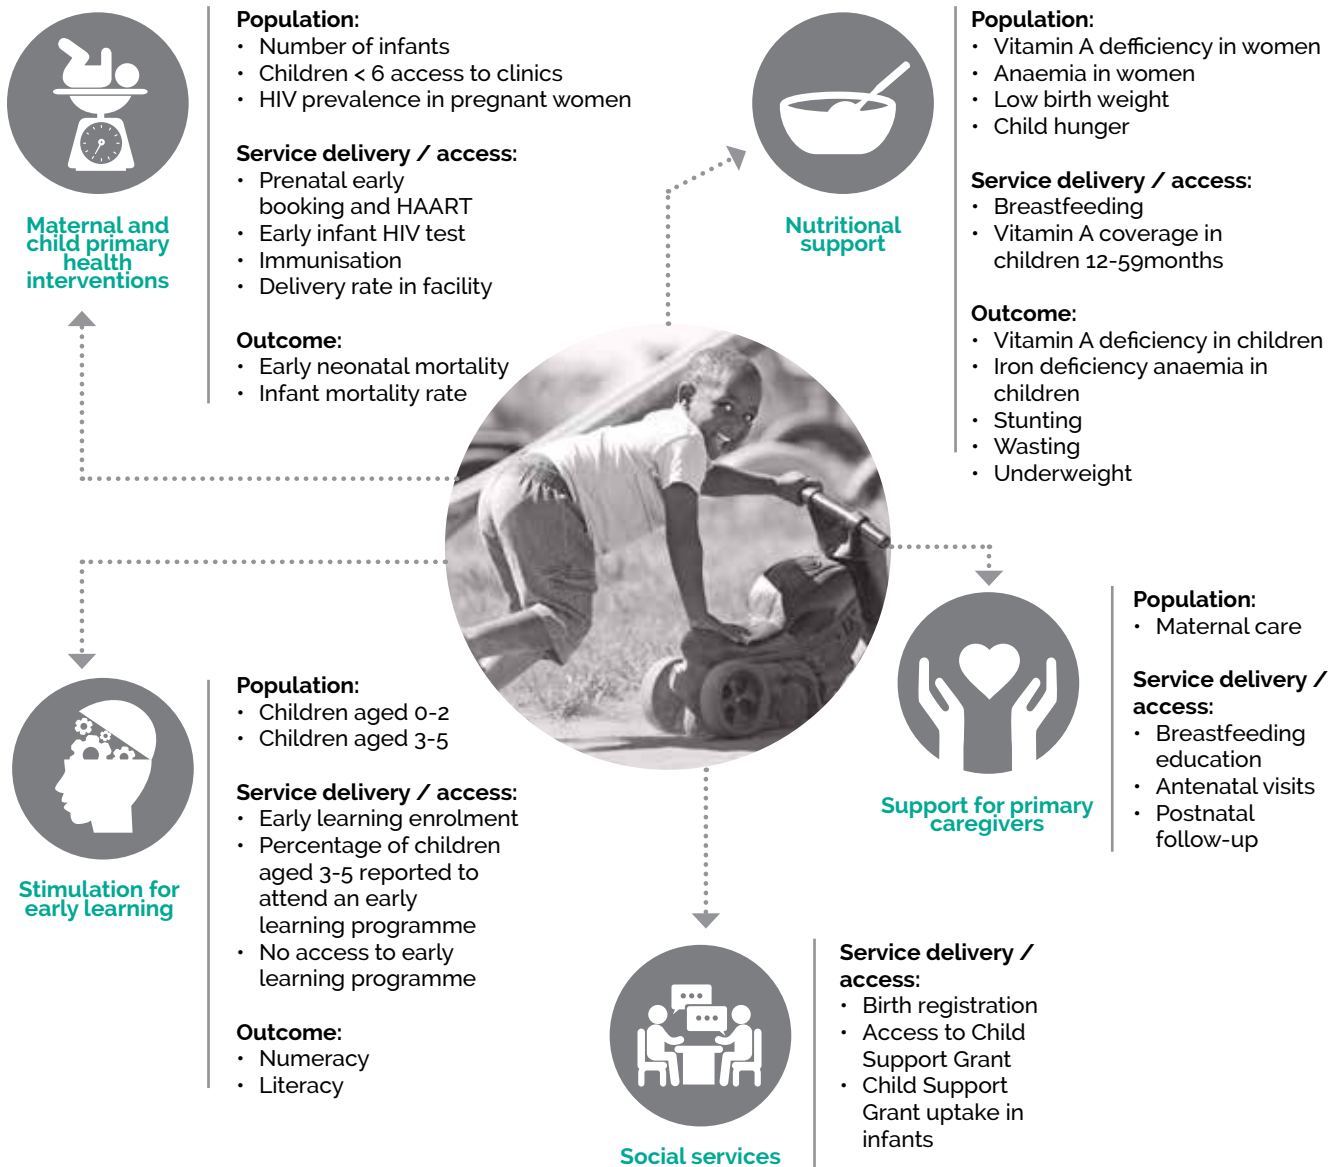 Population:
• Number of infants
• Children < 6 access to clinics
• HIV prevalence in pregnant women
Service delivery / access:
• Prenatal early
booking and HAART
• Early infant HIV test
• Immunisation
• Delivery rate in facility
Outcome:
• Early neonatal mortality
• Infant mortality rate
Maternal and
child primary
health
interventions
Population:
• Vitamin A defficiency in women
• Anaemia in women
• Low birth weight
• Child hunger
Service delivery / access:
• Breastfeeding
• Vitamin A coverage in
children 12-59months
Outcome:
• Vitamin A deficiency in children
• Iron deficiency anaemia in
children
• Stunting
• Wasting
• Underweight
Nutritional
support
Population:
• Children aged 0-2
• Children aged 3-5
Service delivery / access:
• Early learning enrolment
• Percentage of children
aged 3-5 reported to
attend an early
learning programme
• No access to early
learning programme
Outcome:
• Numeracy
• Literacy
Stimulation for
early learning
Population:
• Maternal care
Service delivery /
access:
• Breastfeeding
education
• Antenatal visits
• Postnatal
follow-up
Support for primary
caregivers
Service delivery /
access:
• Birth registration
• Access to Child
Support Grant
• Child Support
Grant uptake in
infants
Social services